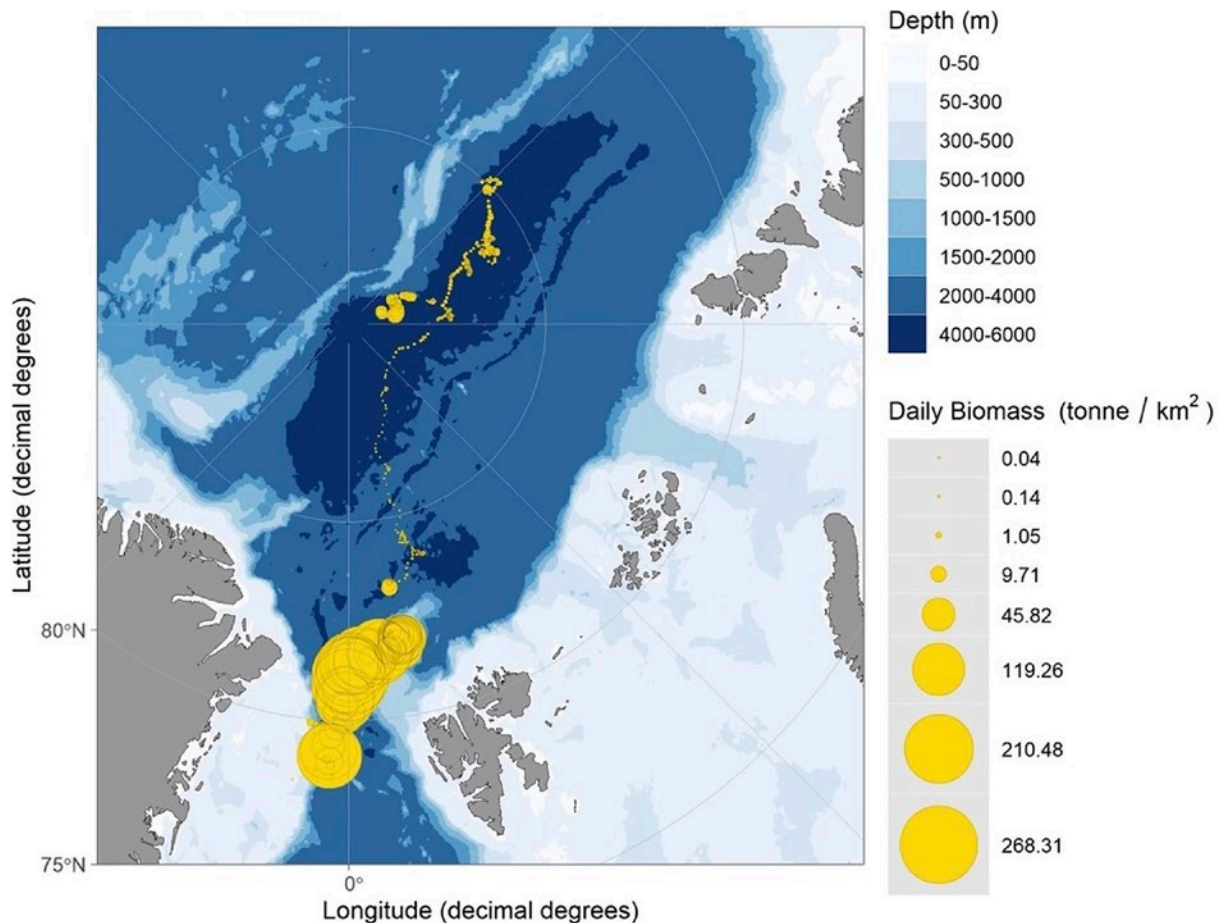 Depth (m)
0-50
50-300
300-500
500-1000
1000-1500
1500-2000
2000-4000
4000-6000
Daily Biomass (tonne / km²)
0.04
0.14
1.05
9.71
45.82
119.26
210.48
268.31
Latitude (decimal degrees)
80°N
75°N
0°
Longitude (decimal degrees)